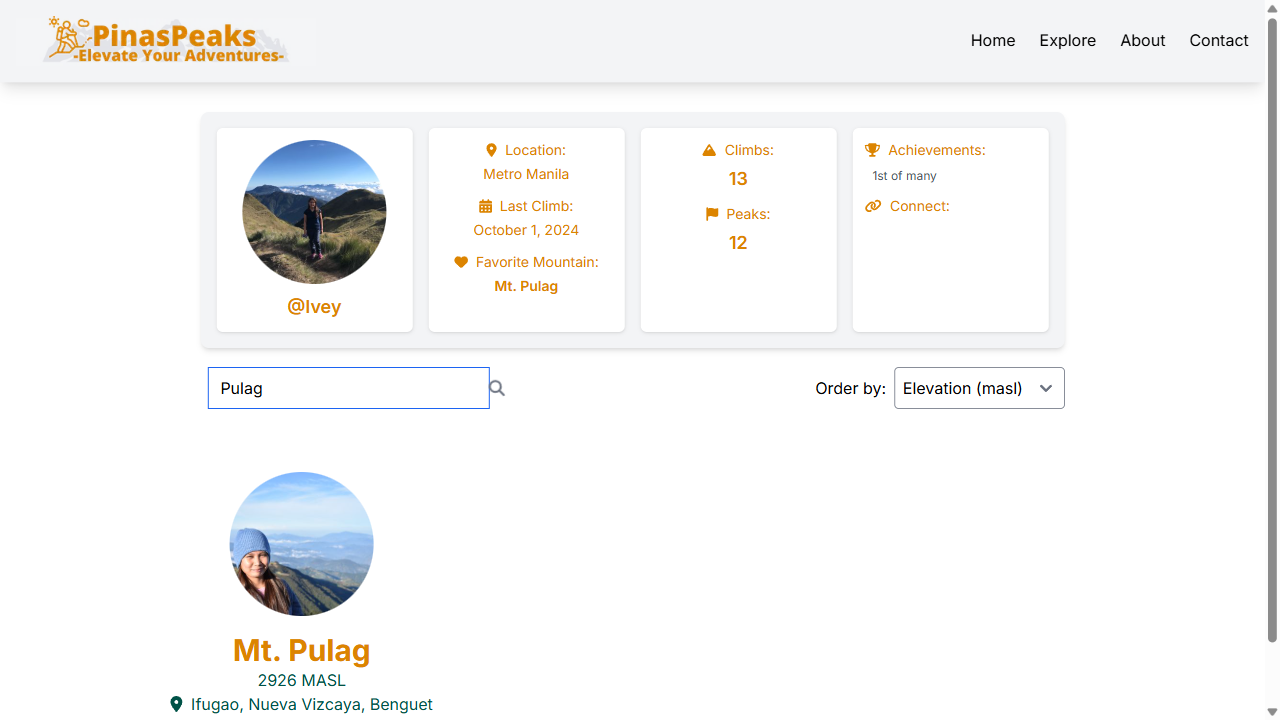 PinasPeaks
-Elevate Your Adventures-
Home
Explore
About
Contact
@Ivey
Location:
Metro Manila
Last Climb:
October 1, 2024
Favorite Mountain:
Mt. Pulag
Climbs:
13
Peaks:
12
Achievements:
1st of many
Connect:
Pulag
Order by:
Elevation (masl)
Mt. Pulag
2926 MASL
Ifugao, Nueva Vizcaya, Benguet